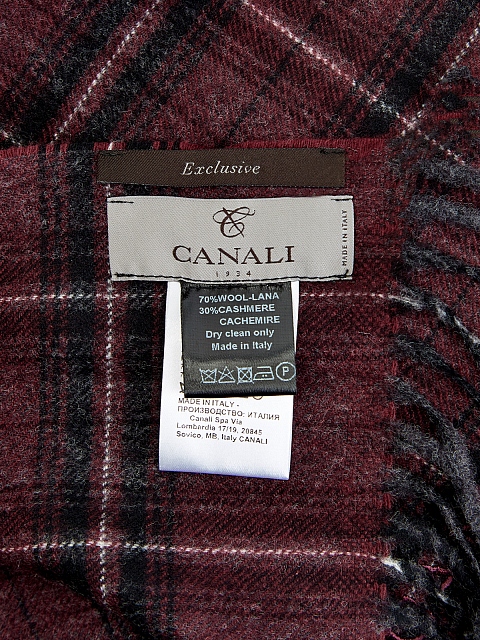 Exclusive
CANALI
1934
MADE IN ITALY
70%WOOL-LANA
30%CASHMERE
CACHEMIRE
Dry clean only
Made in Italy
P
MADE IN ITALY -
ПРОИЗВОДСТВО: ИТАЛИЯ
Canali Spa Via
Lombardia 17/19, 20845
Sovico, MB, Italy CANALI